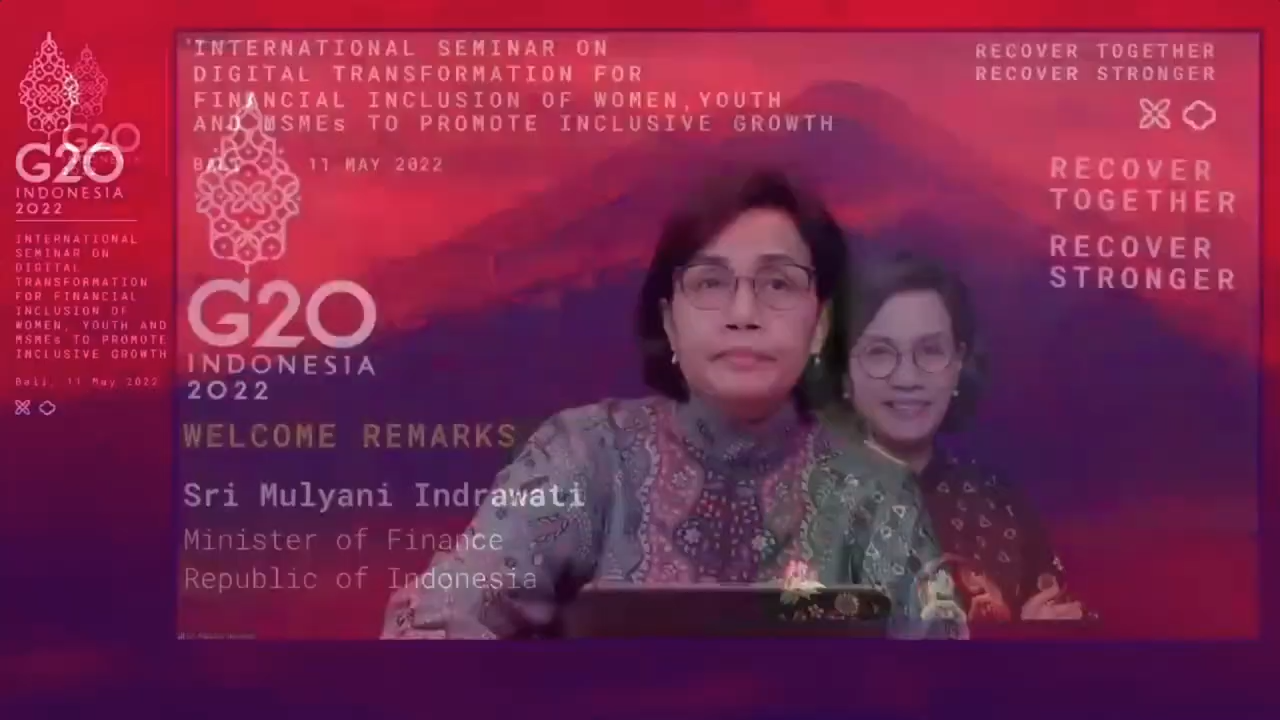 G20
G20
INDONESIA
2022
INTERNATIONAL
SEMINAR ON
DIGITAL
TRANSFORMATION
FOR FINANCIAL
INCLUSION OF
WOMEN, YOUTH AND
MSMEs TO PROMOTE
INCLUSIVE GROWTH
Bali, 11 May 2022
INTERNATIONAL SEMINAR ON
DIGITAL TRANSFORMATION FOR
FINANCIAL INCLUSION OF WOMEN,YOUTH
AND MSMEs TO PROMOTE INCLUSIVE GROWTH
11 MAY 2022
G20
INDONESIA
2022
WELCOME REMARKS
Sri Mulyani Indrawati
Minister of Finance
Republic of Indonesia
RECOVER TOGETHER
RECOVER STRONGER
RECOVER
TOGETHER
RECOVER
STRONGER